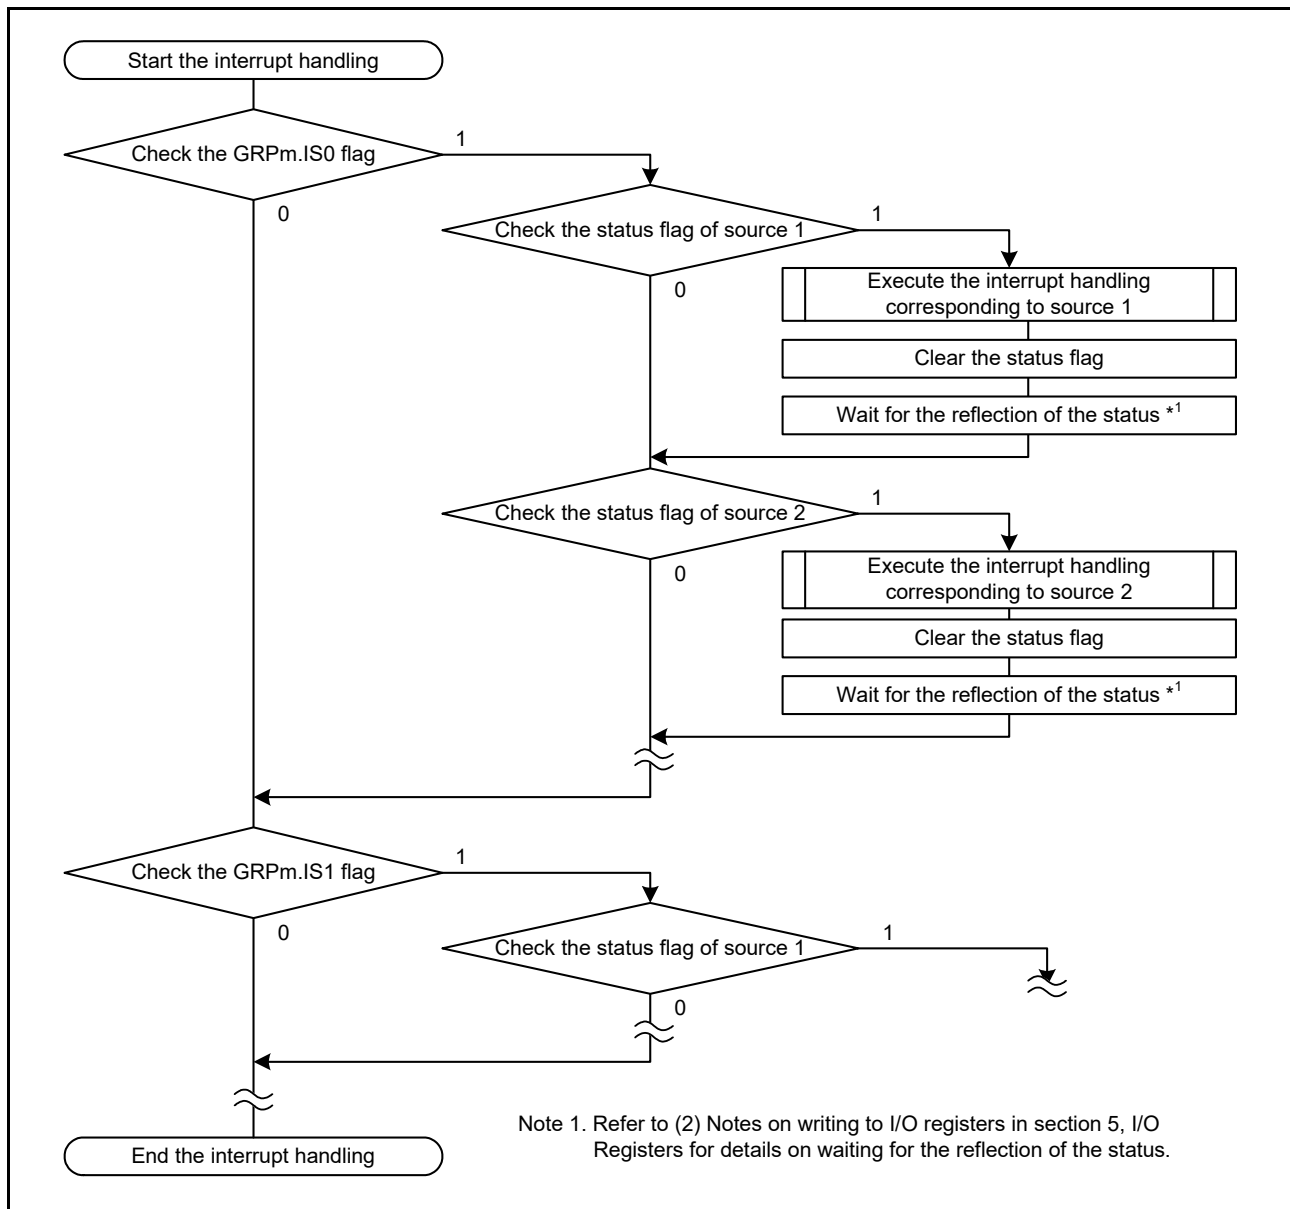 Start the interrupt handling
Check the GRPm.IS0 flag
1
0
Check the status flag of source 1
1
0
Execute the interrupt handling
corresponding to source 1
Clear the status flag
Wait for the reflection of the status *1
Check the status flag of source 2
1
0
Execute the interrupt handling
corresponding to source 2
Clear the status flag
Wait for the reflection of the status *1
Check the GRPm.IS1 flag
1
0
Check the status flag of source 1
1
0
Note 1. Refer to (2) Notes on writing to I/O registers in section 5, I/O
Registers for details on waiting for the reflection of the status.
End the interrupt handling